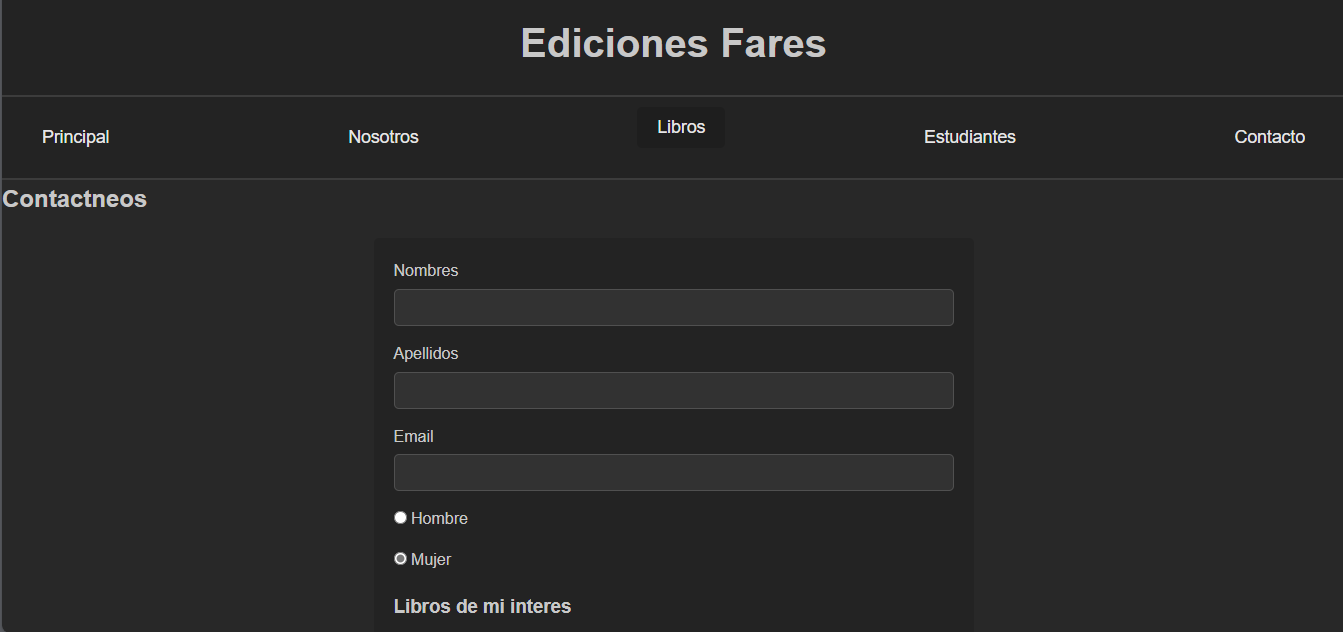 Ediciones Fares
Principal Nosotros Libros Estudiantes Contacto
Contactneos
Nombres
Apellidos
Email
Hombre
Mujer
Libros de mi interes